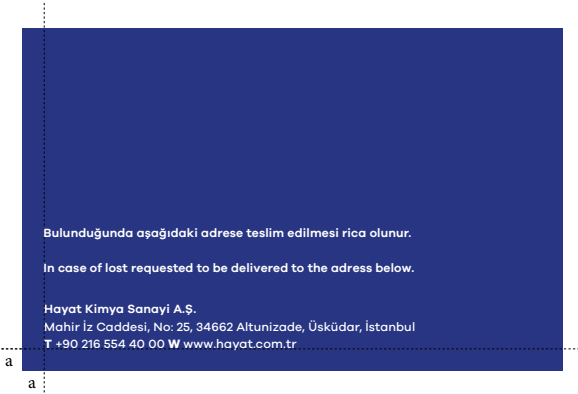 Bulunduğunda aşağıdaki adrese teslim edilmesi rica olunur.
In case of lost requested to be delivered to the adress below.
Hayat Kimya Sanayi A.Ş.
Mahir İz Caddesi, No: 25, 34662 Altunizade, Üsküdar, İstanbul
T +90 216 554 40 00 W www.hayat.com.tr
a
a